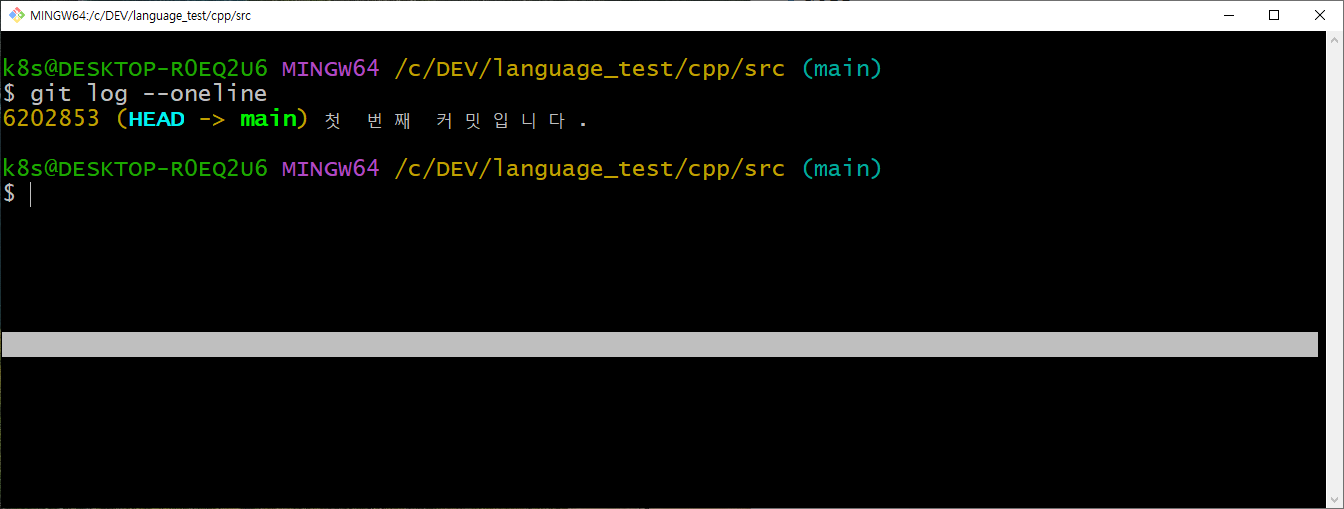 MINGW64:/c/DEV/language_test/cpp/src
k8s@DESKTOP-R0EQ2U6 MINGW64 /c/DEV/language_test/cpp/src (main)
$ git log --oneline
6202853 (HEAD -> main) 첫 번째 커밋입니다.
k8s@DESKTOP-R0EQ2U6 MINGW64 /c/DEV/language_test/cpp/src (main)
$